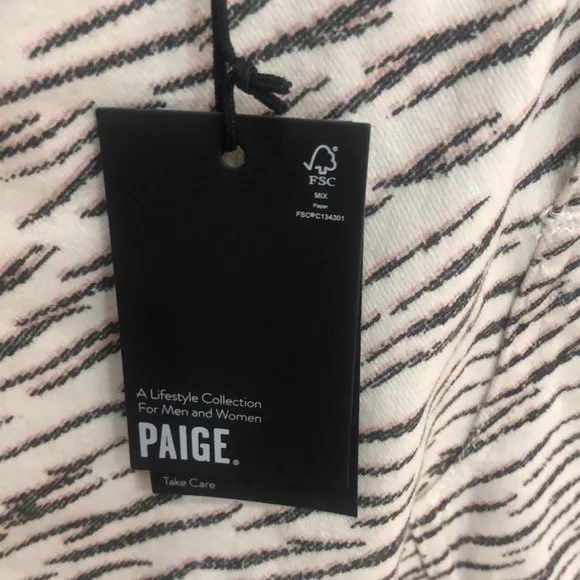 FSC
MIX
Paper
FSC®C134301
A Lifestyle Collection
For Men and Women
PAIGE®
Take Care